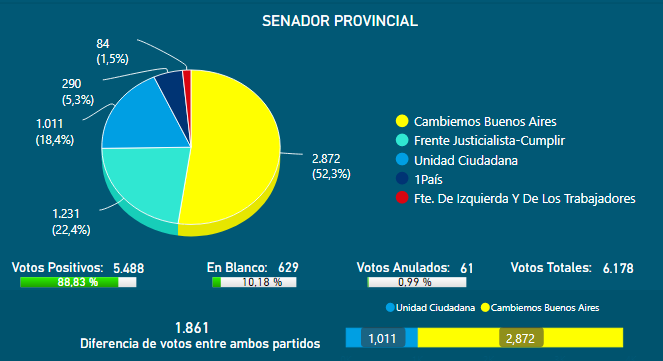 SENADOR PROVINCIAL
84
(1,5%)
290
(5,3%)
1.011
(18,4%)
1.231
(22,4%)
2.872
(52,3%)
Cambiemos Buenos Aires
Frente Justicialista-Cumplir
Unidad Ciudadana
1País
Fte. De Izquierda Y De Los Trabajadores
Votos Positivos: 5.488
88,83 %
En Blanco: 629
10,18 %
Votos Anulados: 61
0,99 %
Votos Totales: 6.178
Unidad Ciudadana Cambiemos Buenos Aires
1.861
Diferencia de votos entre ambos partidos
1,011 2,872